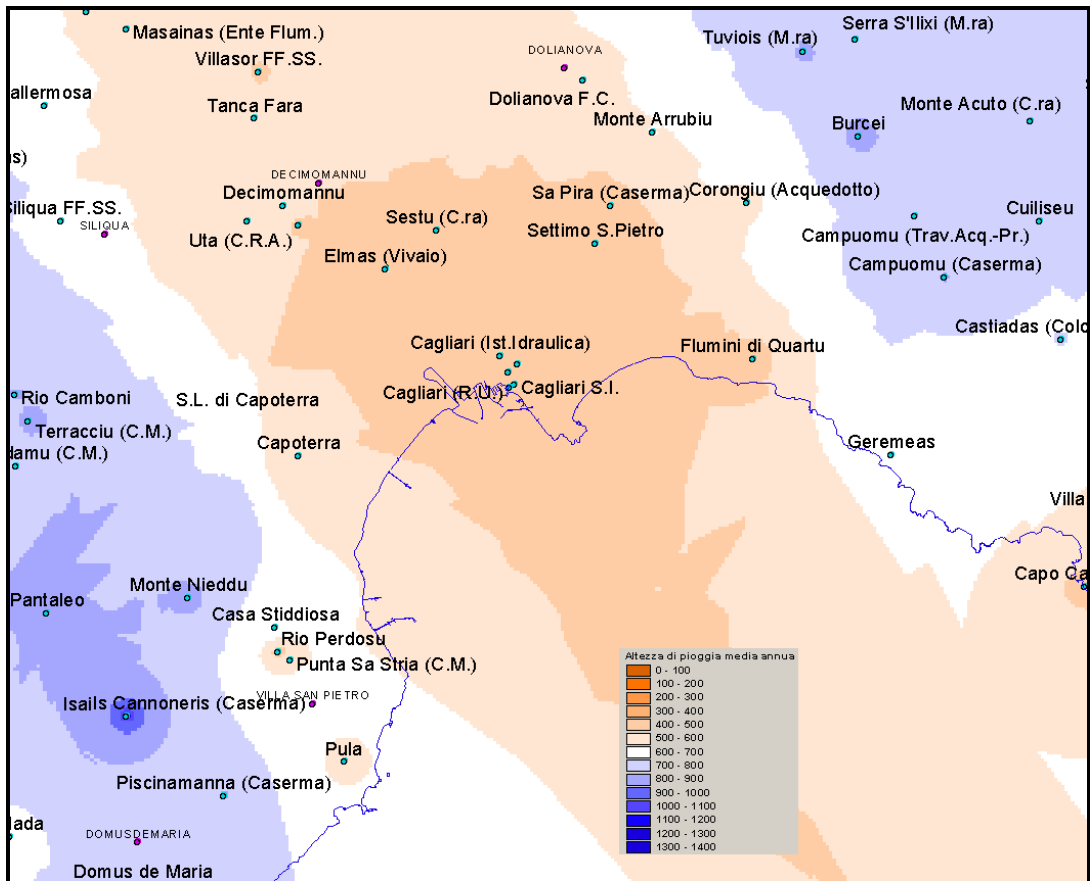 Masainas (Ente Flum.)
Serra S'Ilixi (M.ra)
Tuviois (M.ra)
DOLIANOVA
Villasor FF.SS.
allermosa
Dolianova F.C.
Tanca Fara
Monte Acuto (C.ra)
Monte Arrubiu
Burcei
us)
DECIMOMANNU
Decimomannu
Sa Pira (Caserma)
Corongiu (Acquedotto)
Siliqua FF.SS.
SILIQUA
Sestu (C.ra)
Cuiliseu
Uta (C.R.A.)
Settimo S.Pietro
Campuomu (Trav.Acq.-Pr.)
Elmas (Vivaio)
Campuomu (Caserma)
Castiadas (Colo
Cagliari (Ist.Idraulica)
Flumini di Quartu
Cagliari (R.U.)
Cagliari S.I.
Rio Camboni
S.L. di Capoterra
Terracciu (C.M.)
Capoterra
Geremeas
damu (C.M.)
Villa
Capo Ca
Monte Nieddu
Pantaleo
Casa Stiddiosa
Rio Perdosu
Punta Sa Stria (C.M.)
VILLA SAN PIETRO
Isails Cannoneris (Caserma)
Pula
Piscinamanna (Caserma)
lada
DOMUSDEMARIA
Domus de Maria
Altezza di pioggia media annua
0 - 100
100 - 200
200 - 300
300 - 400
400 - 500
500 - 600
600 - 700
700 - 800
800 - 900
900 - 1000
1000 - 1100
1100 - 1200
1200 - 1300
1300 - 1400